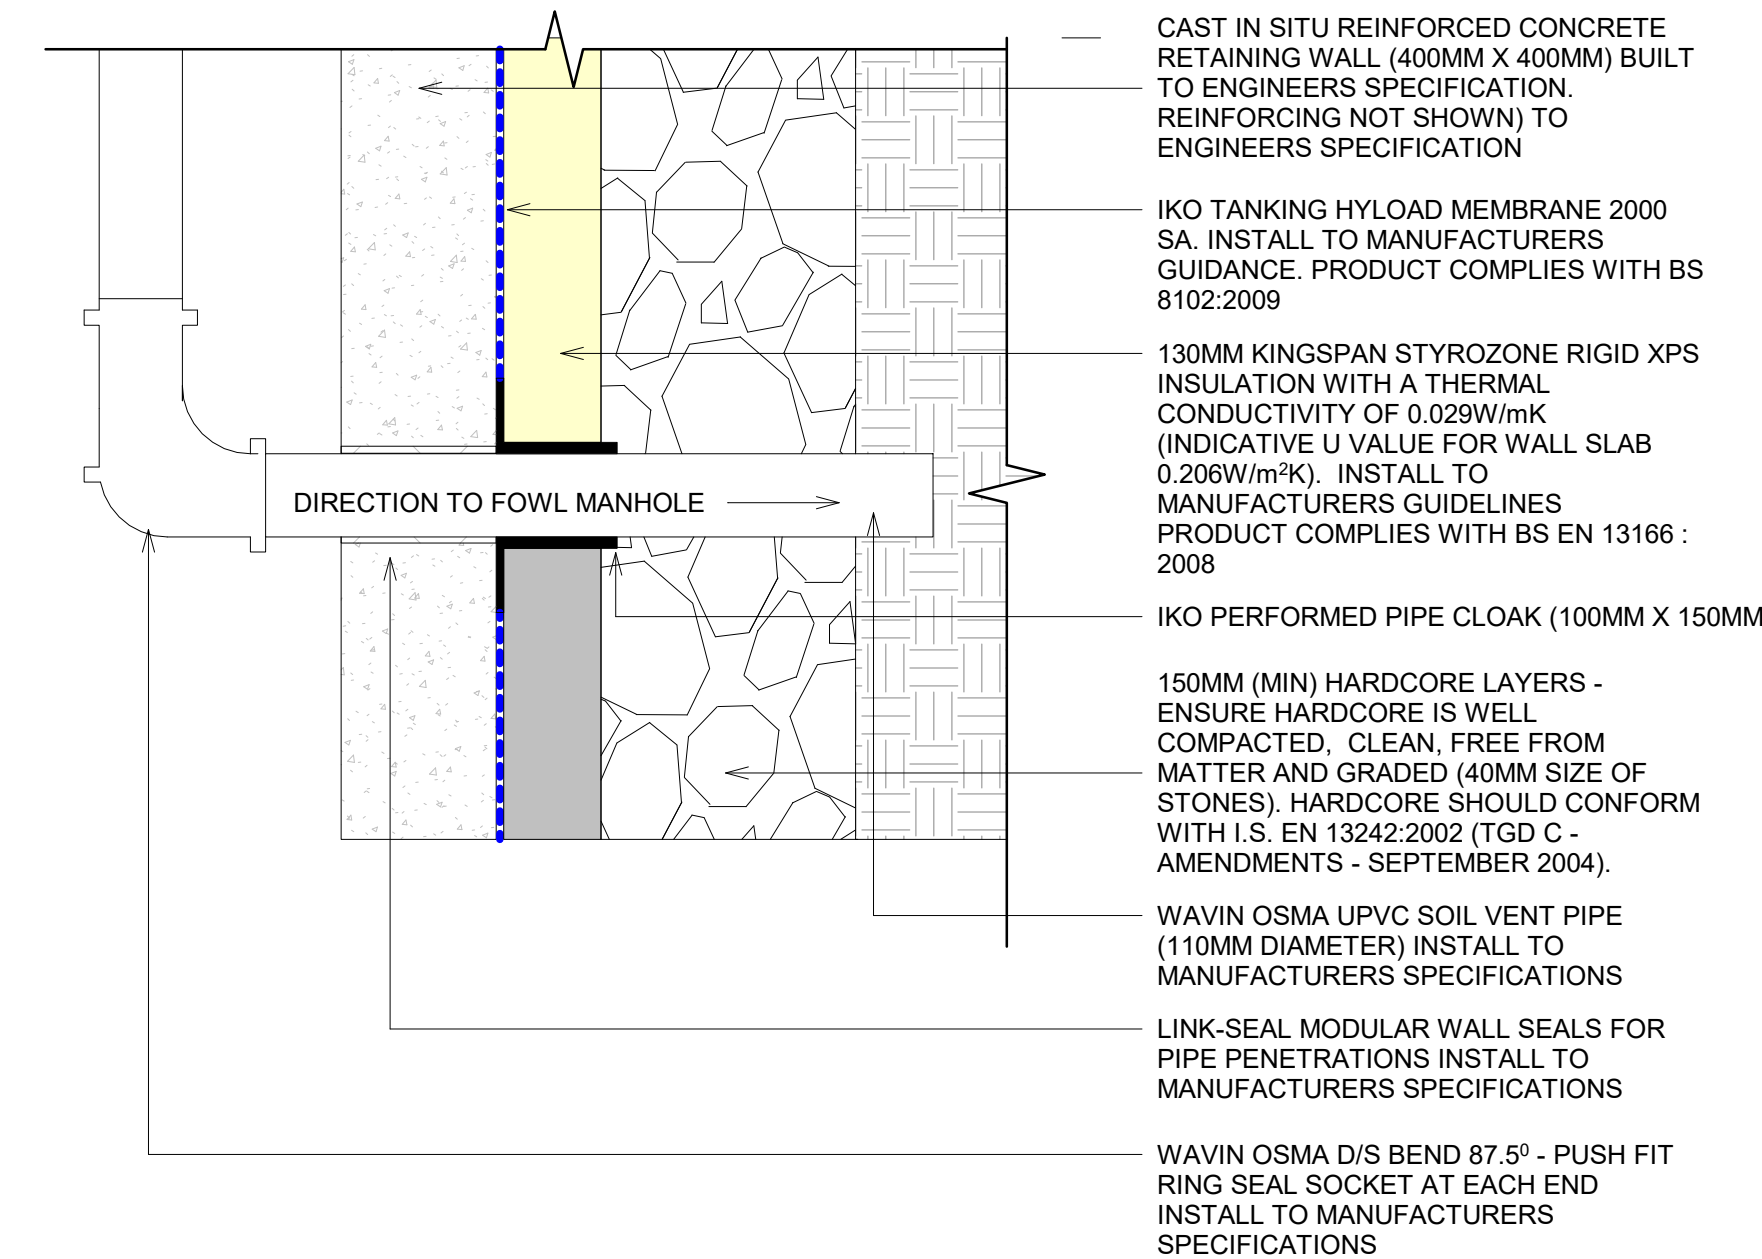 CAST IN SITU REINFORCED CONCRETE
RETAINING WALL (400MM X 400MM) BUILT
TO ENGINEERS SPECIFICATION.
REINFORCING NOT SHOWN) TO
ENGINEERS SPECIFICATION
IKO TANKING HYLOAD MEMBRANE 2000
SA. INSTALL TO MANUFACTURERS
GUIDANCE. PRODUCT COMPLIES WITH BS
8102:2009
130MM KINGSPAN STYROZONE RIGID XPS
INSULATION WITH A THERMAL
CONDUCTIVITY OF 0.029W/mK
(INDICATIVE U VALUE FOR WALL SLAB
0.206W/m²K). INSTALL TO
MANUFACTURERS GUIDELINES
PRODUCT COMPLIES WITH BS EN 13166 :
2008
DIRECTION TO FOWL MANHOLE
IKO PERFORMED PIPE CLOAK (100MM X 150MM
150MM (MIN) HARDCORE LAYERS -
ENSURE HARDCORE IS WELL
COMPACTED, CLEAN, FREE FROM
MATTER AND GRADED (40MM SIZE OF
STONES). HARDCORE SHOULD CONFORM
WITH I.S. EN 13242:2002 (TGD C -
AMENDMENTS - SEPTEMBER 2004).
WAVIN OSMA UPVC SOIL VENT PIPE
(110MM DIAMETER) INSTALL TO
MANUFACTURERS SPECIFICATIONS
LINK-SEAL MODULAR WALL SEALS FOR
PIPE PENETRATIONS INSTALL TO
MANUFACTURERS SPECIFICATIONS
WAVIN OSMA D/S BEND 87.5⁰ - PUSH FIT
RING SEAL SOCKET AT EACH END
INSTALL TO MANUFACTURERS
SPECIFICATIONS